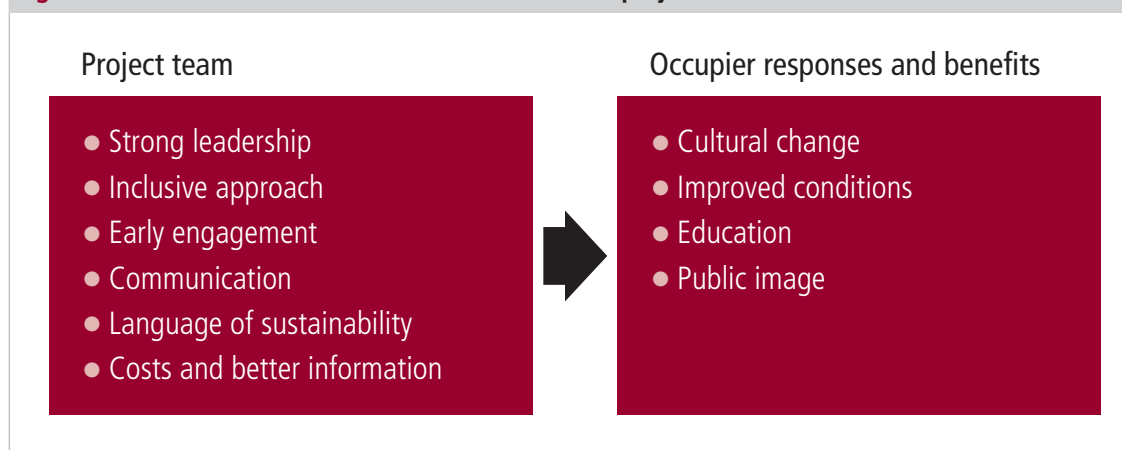 Project team
● Strong leadership
● Inclusive approach
● Early engagement
● Communication
● Language of sustainability
● Costs and better information
Occupier responses and benefits
● Cultural change
● Improved conditions
● Education
● Public image